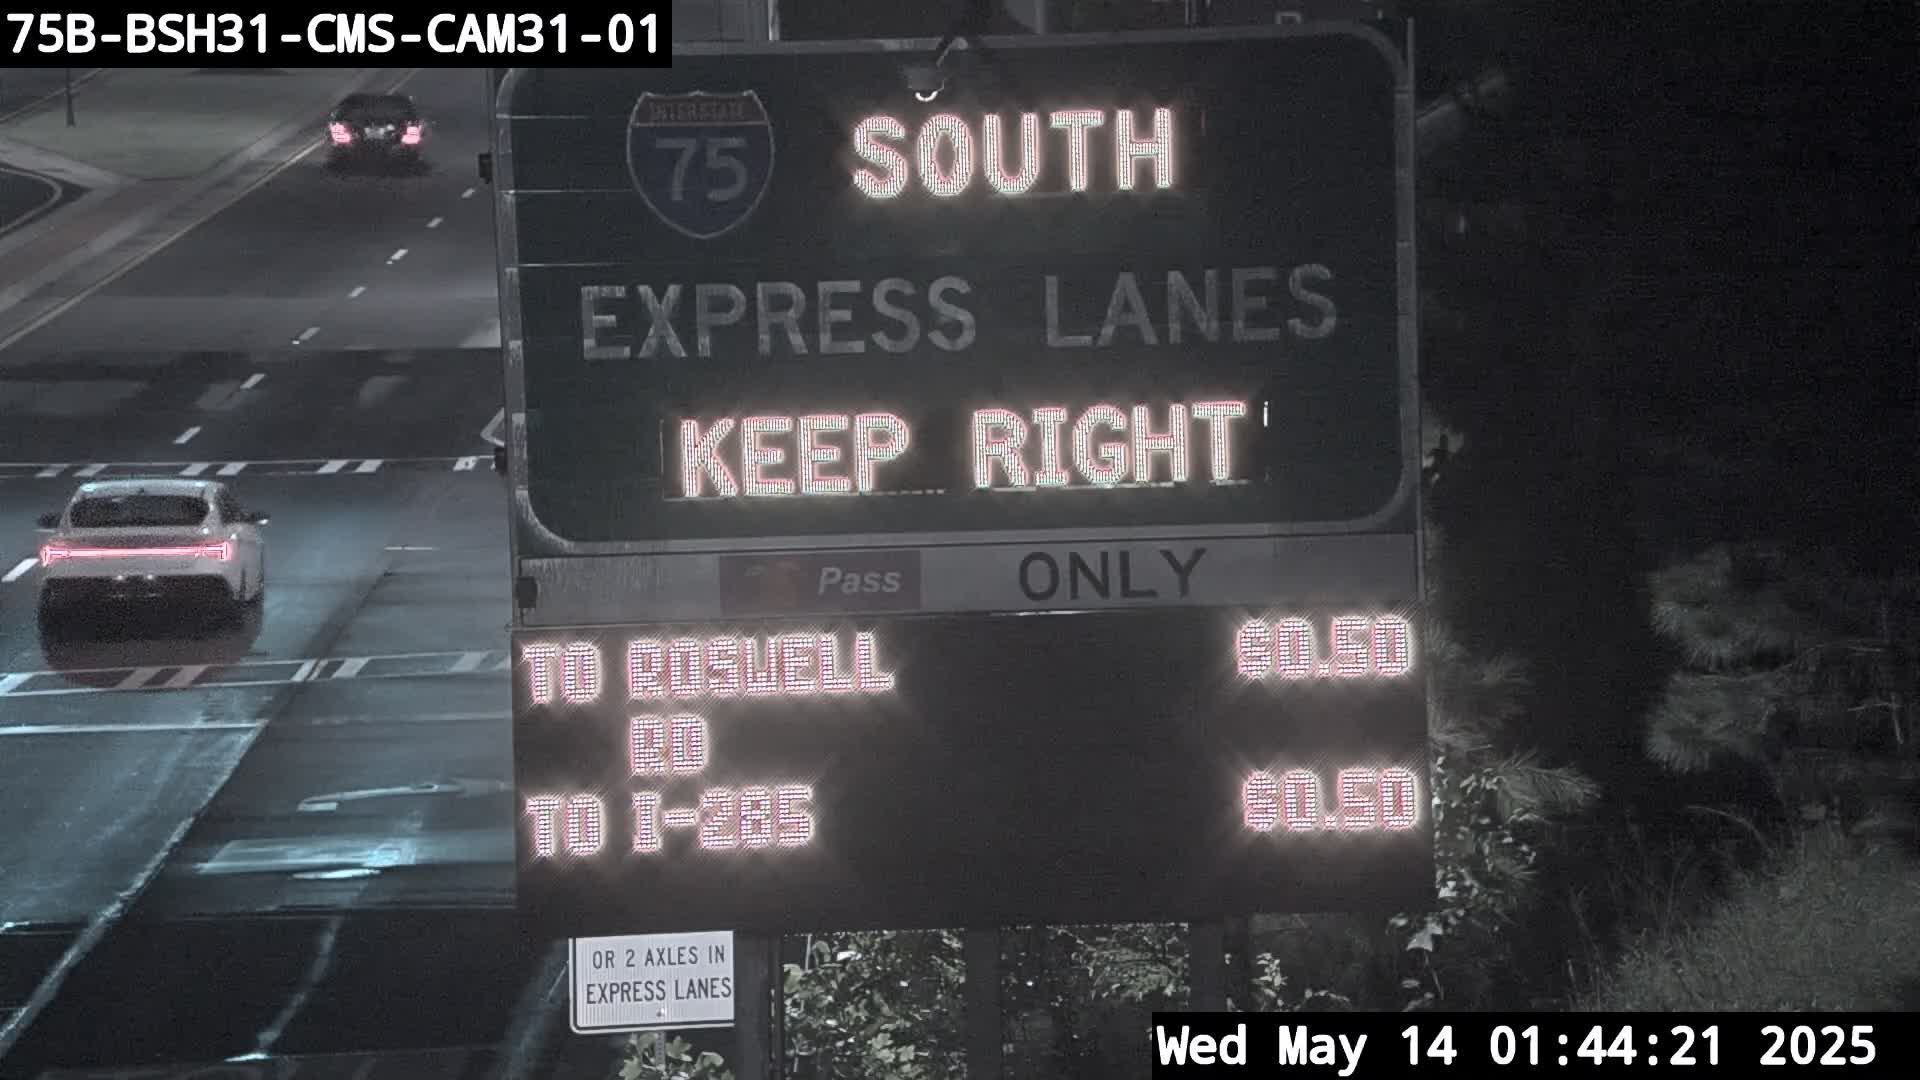 75B-BSH31-CMS-CAM31-01
INTERSTATE
75
SOUTH
EXPRESS LANES
KEEP RIGHT
Pass ONLY
TO ROSWELL $0.50
RD
TO I-285 $0.50
OR 2 AXLES IN
EXPRESS LANES
Wed May 14 01:44:21 2025